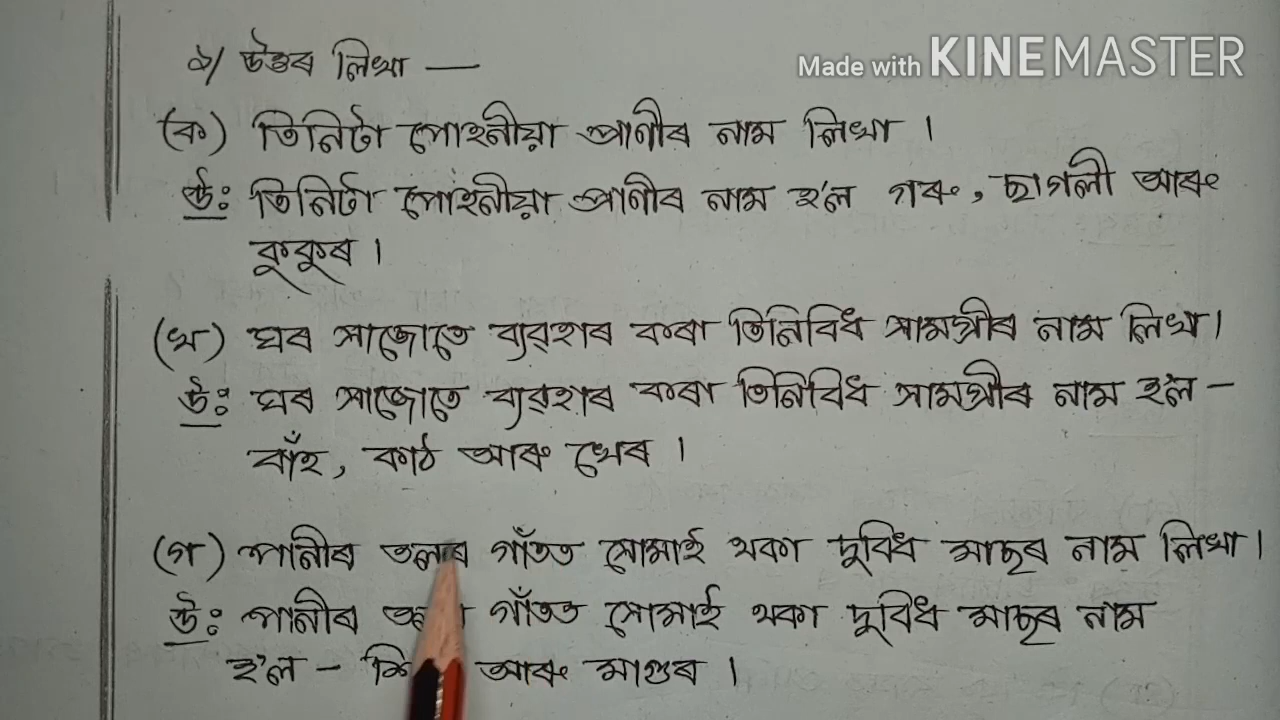 Made with KINEMASTER
১/ উত্তৰ লিখা —
(ক) তিনিটা পোহনীয়া প্ৰাণীৰ নাম লিখা ।
উঃ তিনিটা পোহনীয়া প্ৰাণীৰ নাম হ'ল গৰু, ছাগলী আৰু
কুকুৰ ।
(খ) ঘৰ সাজোতে ব্যৱহাৰ কৰা তিনিবিধ সামগ্ৰীৰ নাম লিখা।
উঃ ঘৰ সাজোতে ব্যৱহাৰ কৰা তিনিবিধ সামগ্ৰীৰ নাম হ'ল –
বাঁহ, কাঠ আৰু খেৰ ।
(গ) পানীৰ তলৰ গাঁতত সোমাই থকা দুবিধ মাছৰ নাম লিখা।
উঃ পানীৰ গাঁতত সোমাই থকা দুবিধ মাছৰ নাম
হ'ল – আৰু মাগুৰ ।